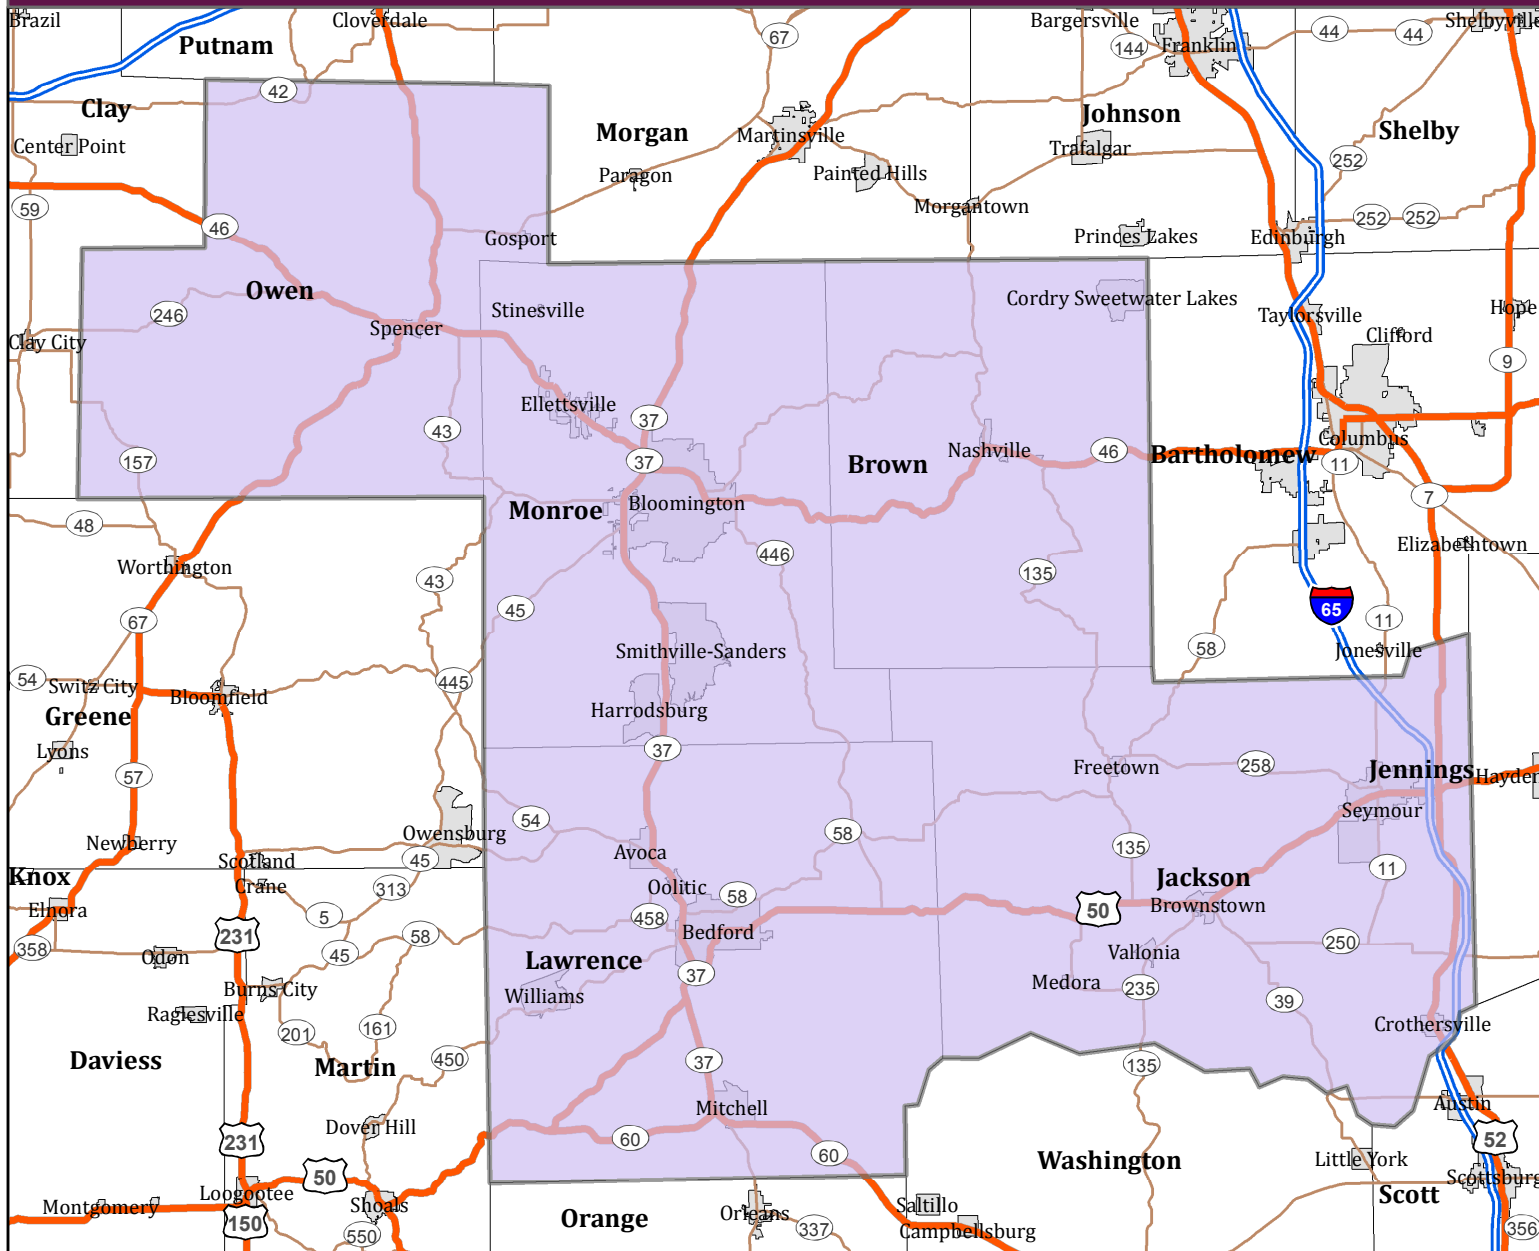 Brazil
Cloverdale
Bargersville
Shelbyville
Putnam
67
144
Franklin
44
44
42
Clay
Morgan
Martinsville
Johnson
Shelby
Center Point
Trafalgar
252
Paragon
Painted Hills
Morgantown
59
46
252
252
Gosport
Princes Lakes
Edinburgh
Owen
Stinesville
Cordry Sweetwater Lakes
246
Spencer
Taylorsville
Hope
Clay City
Clifford
9
Ellettsville
37
43
Nashville
46
Columbus
157
37
Brown
Bartholomew
11
Monroe
Bloomington
7
48
446
Elizabethtown
Worthington
43
135
45
65
67
11
58
Smithville-Sanders
Jonesville
54
Switz City
445
Bloomfield
Greene
Harrodsburg
Lyons
37
57
Freetown
258
Jennings
Hayden
54
58
Seymour
Newberry
Owensburg
135
Avoca
Scotland
45
11
Knox
Crane
313
Oolitic
58
Jackson
Elnora
5
458
50
Brownstown
231
58
Bedford
358
45
250
Odon
Lawrence
37
Vallonia
Burns City
Williams
Medora
235
39
Raglesville
201
161
Crothersville
Daviess
Martin
450
37
135
Mitchell
Austin
Dover Hill
231
60
60
52
50
Washington
Little York
Scottsburg
Loogootee
Montgomery
Shoals
Saltillo
Scott
150
550
Orange
Orleans
337
Campbellsburg
356